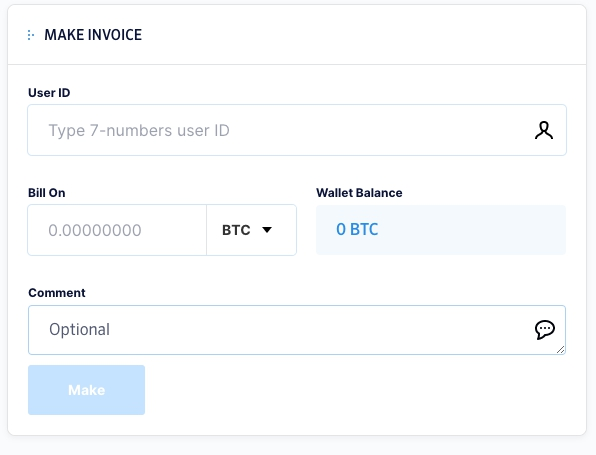 MAKE INVOICE
User ID
Type 7-numbers user ID
Bill On
Wallet Balance
0.00000000
BTC
0 BTC
Comment
Optional
Make